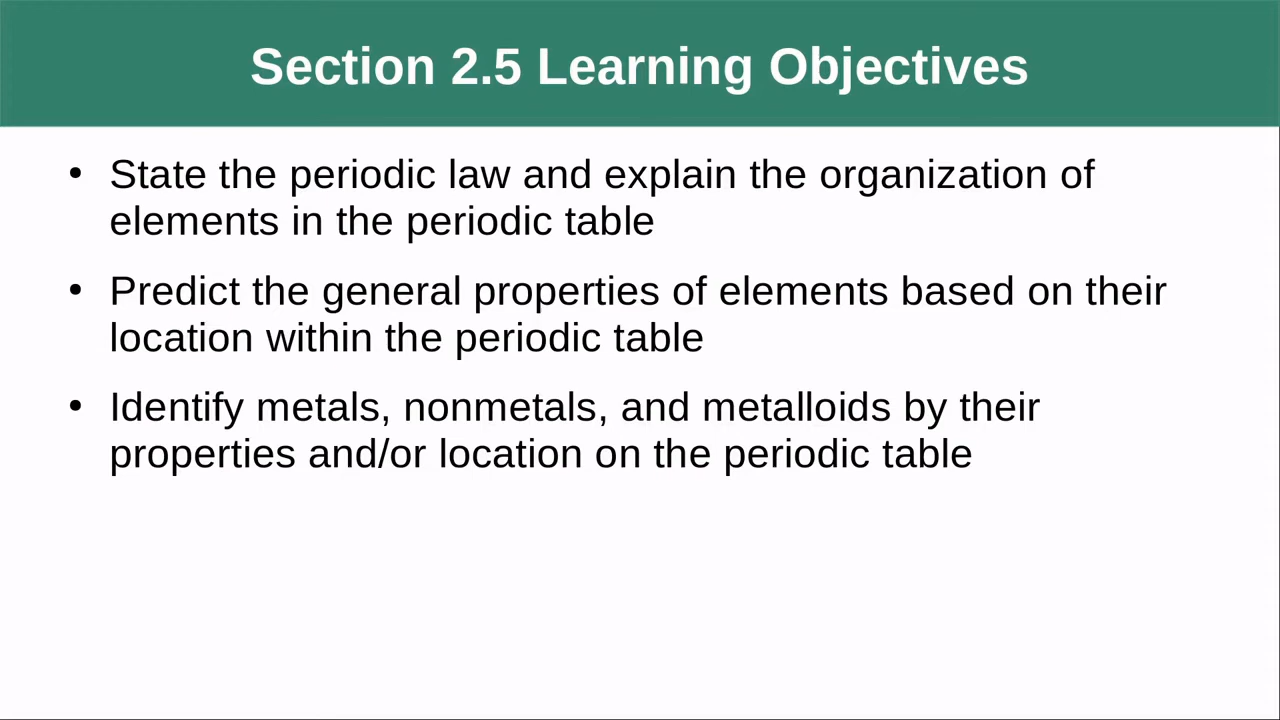 Section 2.5 Learning Objectives
• State the periodic law and explain the organization of
elements in the periodic table
• Predict the general properties of elements based on their
location within the periodic table
• Identify metals, nonmetals, and metalloids by their
properties and/or location on the periodic table